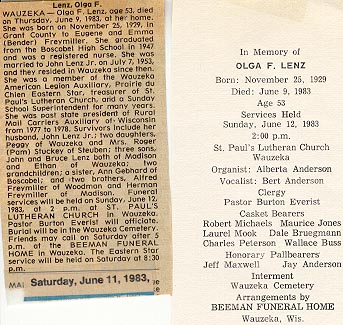 Lenz, Olga F.
WAUZEKA — Olga F. Lenz, age 53, died
on Thursday, June 9, 1983, at her home.
She was born on November 25, 1929, in
Grant County to Eugene and Emma
(Bender) Freymiller. She graduated
from the Boscobel High School in 1947
and was a registered nurse. She was
married to John Lenz Jr. on July 7, 1953,
and they resided in Wauzeka since then.
She was a member of the Wauzeka
American Legion Auxiliary, Prairie du
Chien Eastern Star, treasurer of St.
Paul's Lutheran Church, and a Sunday
School Superintendent for many years.
She was past state president of Rural
Mail Carriers Auxiliary of Wisconsin
from 1977 to 1978. Survivors include her
husband, John Lenz Jr.; two daughters,
Peggy of Wauzeka and Mrs. Roger
(Pam) Stuckey of Steuben; three sons,
John and Bruce Lenz both of Madison
and Ethon of Wauzeka; two
grandchildren; a sister, Ann Gebhard of
Boscobel; and two brothers, Alfred
Freymiller of Woodman and Herman
Freymiller of Madison. Funeral
services will be held on Sunday, June 12,
1983, at 2 p.m. at ST. PAUL'S
LUTHERAN CHURCH in Wauzeka.
Pastor Burton Everist will officiate.
Burial will be in the Wauzeka Cemetery.
Friends may call on Saturday after 5
p.m. at the BEEMAN FUNERAL
HOME in Wauzeka. The Eastern Star
service will be held on Saturday at 8:30
p.m.
Saturday, June 11, 1983,
In Memory of
OLGA F. LENZ
Born: November 25, 1929
Died: June 9, 1983
Age 53
Services Held
Sunday, June 12, 1983
2:00 p.m.
St. Paul's Lutheran Church
Wauzeka
Organist: Alberta Anderson
Vocalist: Bert Anderson
Clergy
Pastor Burton Everist
Casket Bearers
Robert Michaels Maurice Jones
Laurel Mook Dale Bruegmann
Charles Peterson Wallace Buss
Honorary Pallbearers
Jeff Maxwell Jay Anderson
Interment
Wauzeka Cemetery
Arrangements by
BEEMAN FUNERAL HOME
Wauzeka, Wis.